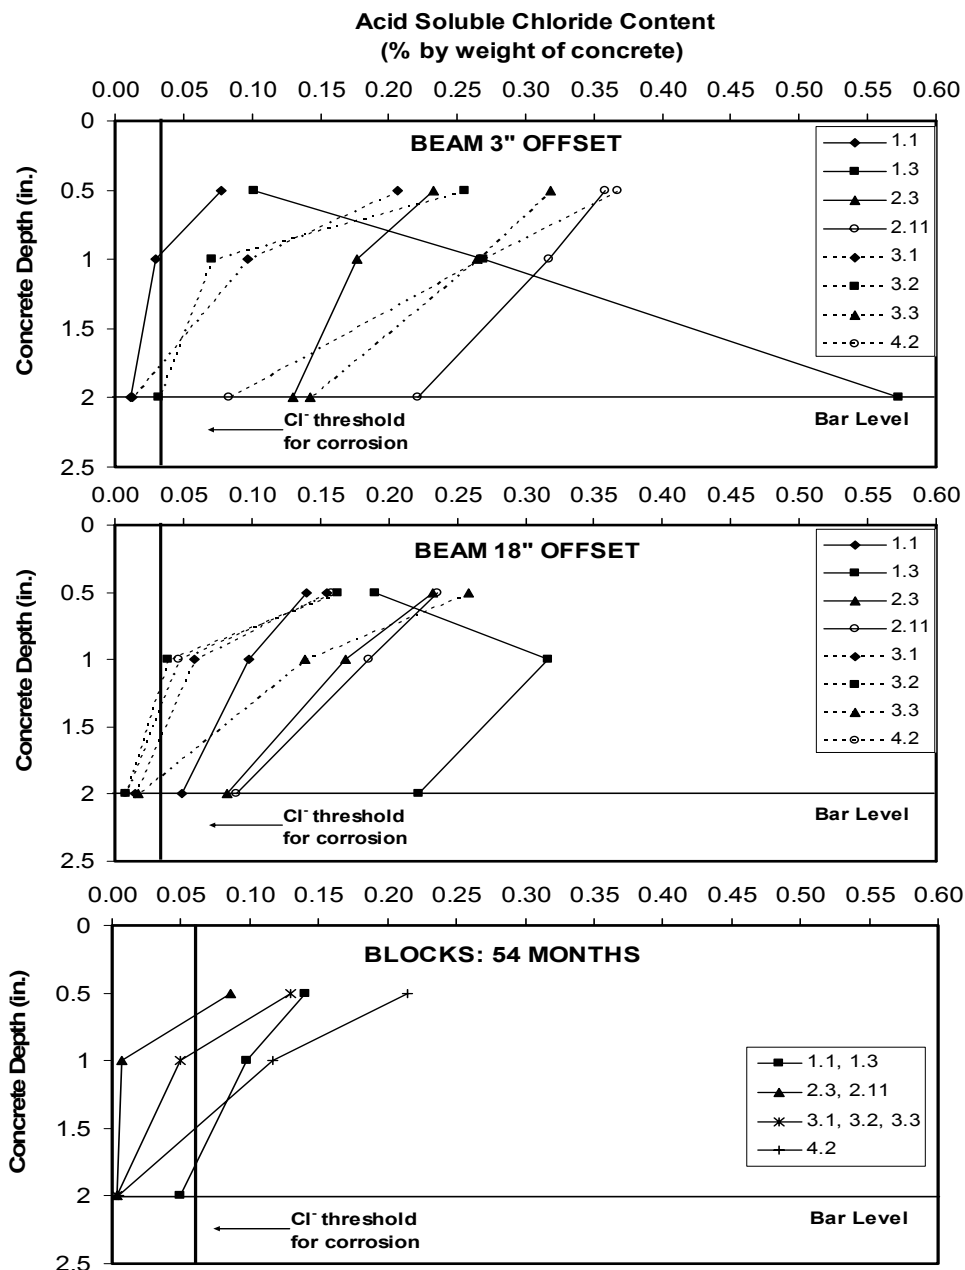 Acid Soluble Chloride Content
(% by weight of concrete)
0.00 0.05 0.10 0.15 0.20 0.25 0.30 0.35 0.40 0.45 0.50 0.55 0.60
0
0.5
1
1.5
2
2.5
Concrete Depth (in.)
BEAM 3" OFFSET
1.1
1.3
2.3
2.11
3.1
3.2
3.3
4.2
Cl- threshold
for corrosion
Bar Level
0.00 0.05 0.10 0.15 0.20 0.25 0.30 0.35 0.40 0.45 0.50 0.55 0.60
0
0.5
1
1.5
2
2.5
Concrete Depth (in.)
BEAM 18" OFFSET
1.1
1.3
2.3
2.11
3.1
3.2
3.3
4.2
Cl- threshold
for corrosion
Bar Level
0.00 0.05 0.10 0.15 0.20 0.25 0.30 0.35 0.40 0.45 0.50 0.55 0.60
0
0.5
1
1.5
2
2.5
Concrete Depth (in.)
BLOCKS: 54 MONTHS
1.1, 1.3
2.3, 2.11
3.1, 3.2, 3.3
4.2
Cl- threshold
for corrosion
Bar Level